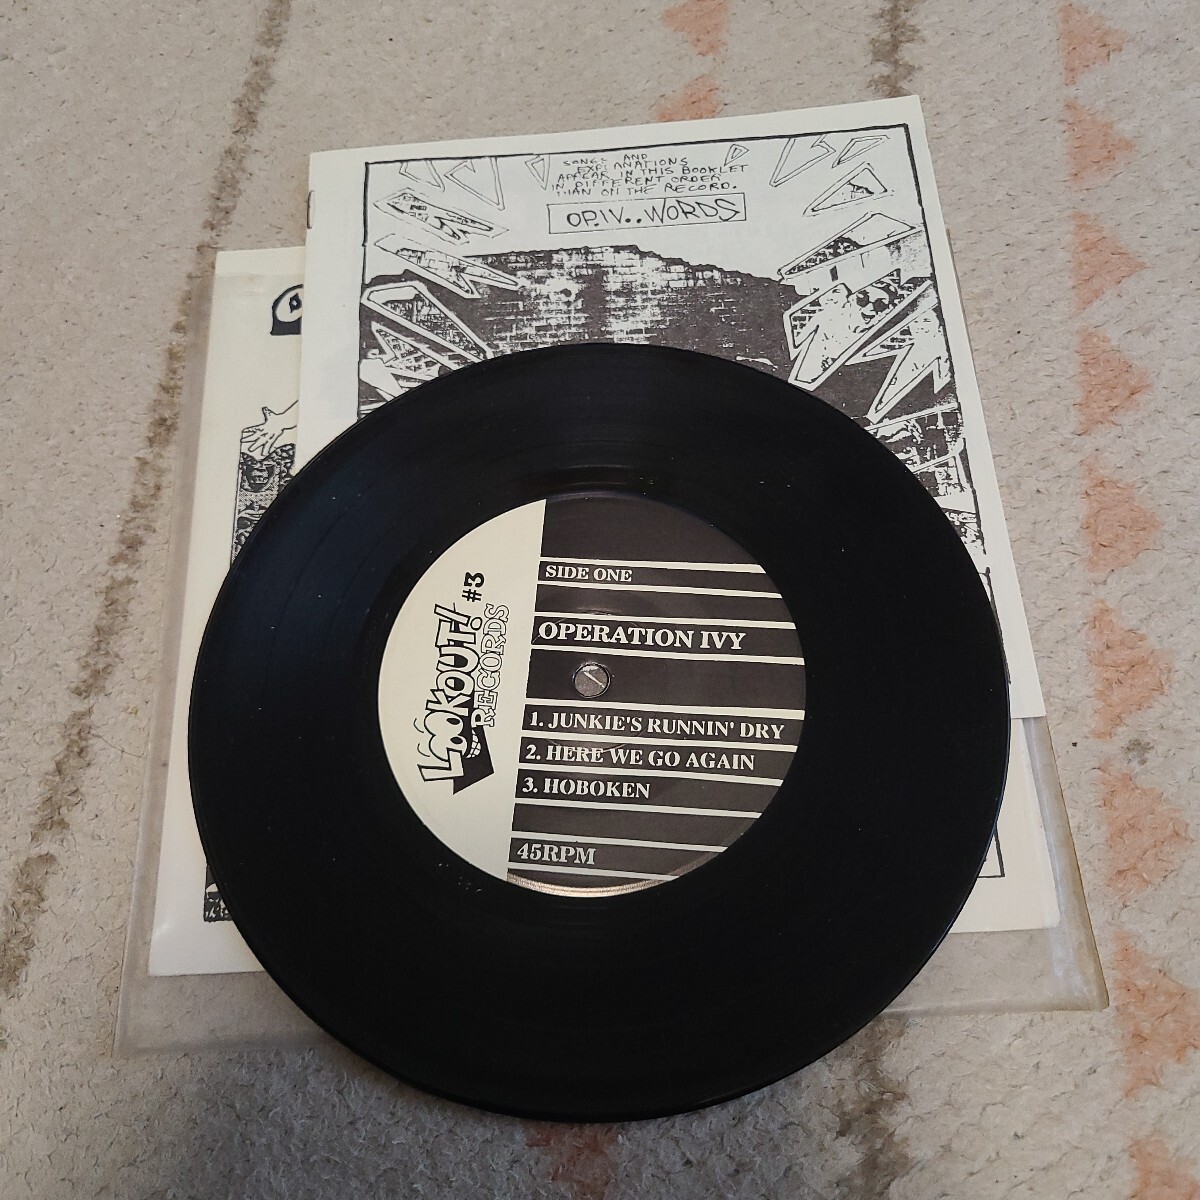 SONGS AND
EXPLANATIONS
APPEAR IN THIS BOOKLET
IN DIFFERENT ORDER
THAN ON THE RECORD.
OP.IV..WORDS
LOOKOUT! #3
RECORDS
SIDE ONE
OPERATION IVY
1. JUNKIE'S RUNNIN' DRY
2. HERE WE GO AGAIN
3. HOBOKEN
45RPM